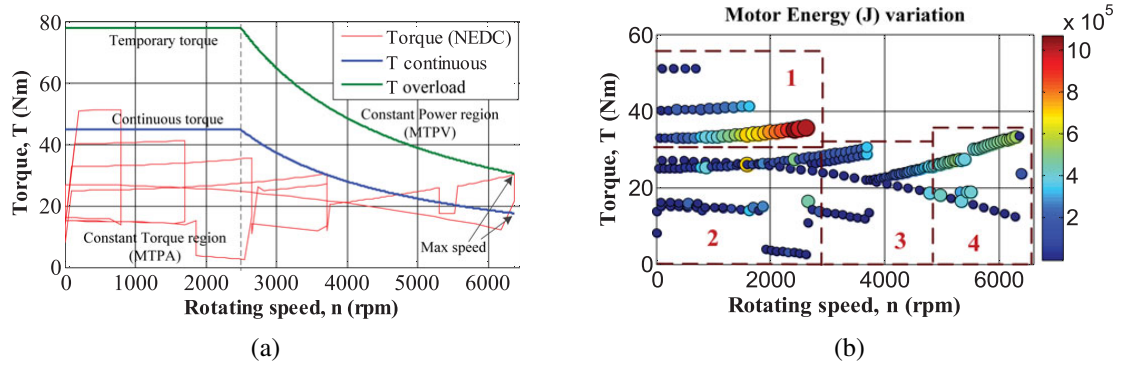 80
60
40
20
0
0
1000
2000
3000
4000
5000
6000
Torque, T (Nm)
Rotating speed, n (rpm)
Temporary torque
Continuous torque
Torque (NEDC)
T continuous
T overload
Constant Power region
(MTPV)
Constant Torque region
(MTPA)
Max speed
(a)
Motor Energy (J) variation
60
40
20
0
0
2000
4000
6000
Torque, T (Nm)
Rotating speed, n (rpm)
1
2
3
4
x 10⁵
10
8
6
4
2
(b)